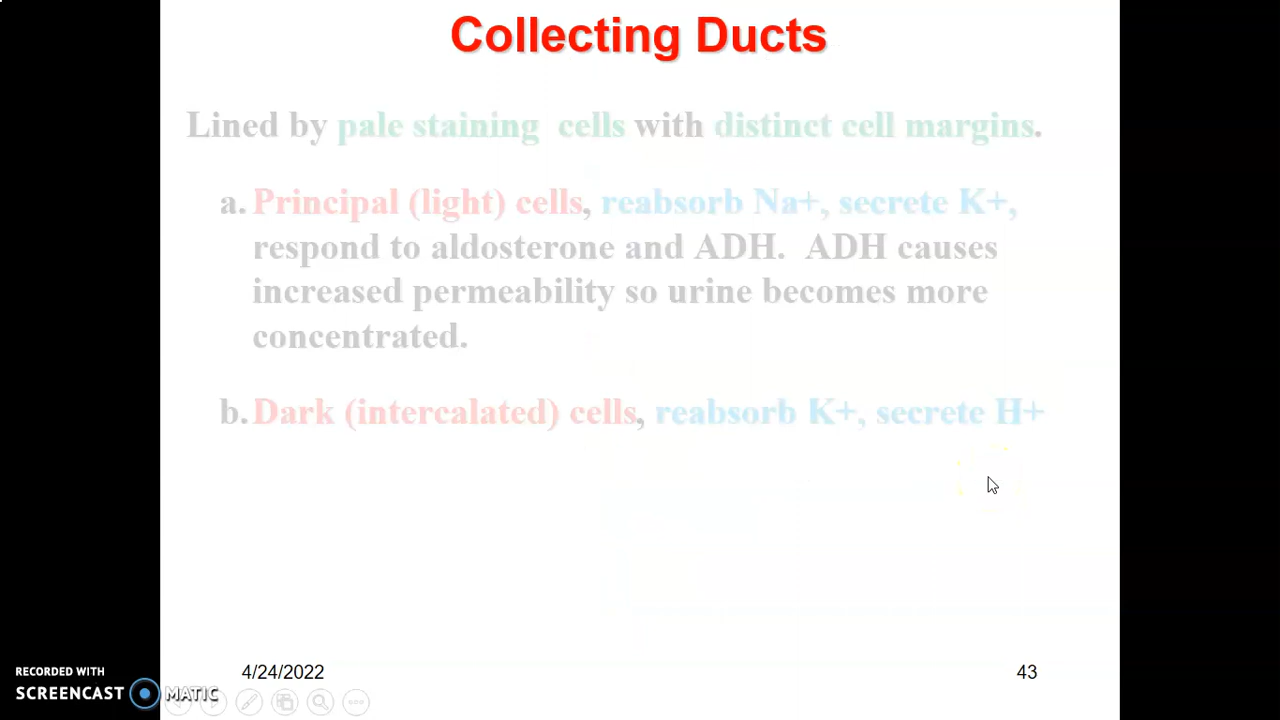 Collecting Ducts
Lined by pale staining cells with distinct cell margins.
a. Principal (light) cells, reabsorb Na+, secrete K+,
respond to aldosterone and ADH. ADH causes
increased permeability so urine becomes more
concentrated.
b. Dark (intercalated) cells, reabsorb K+, secrete H+
RECORDED WITH
SCREENCAST MATIC
4/24/2022
43